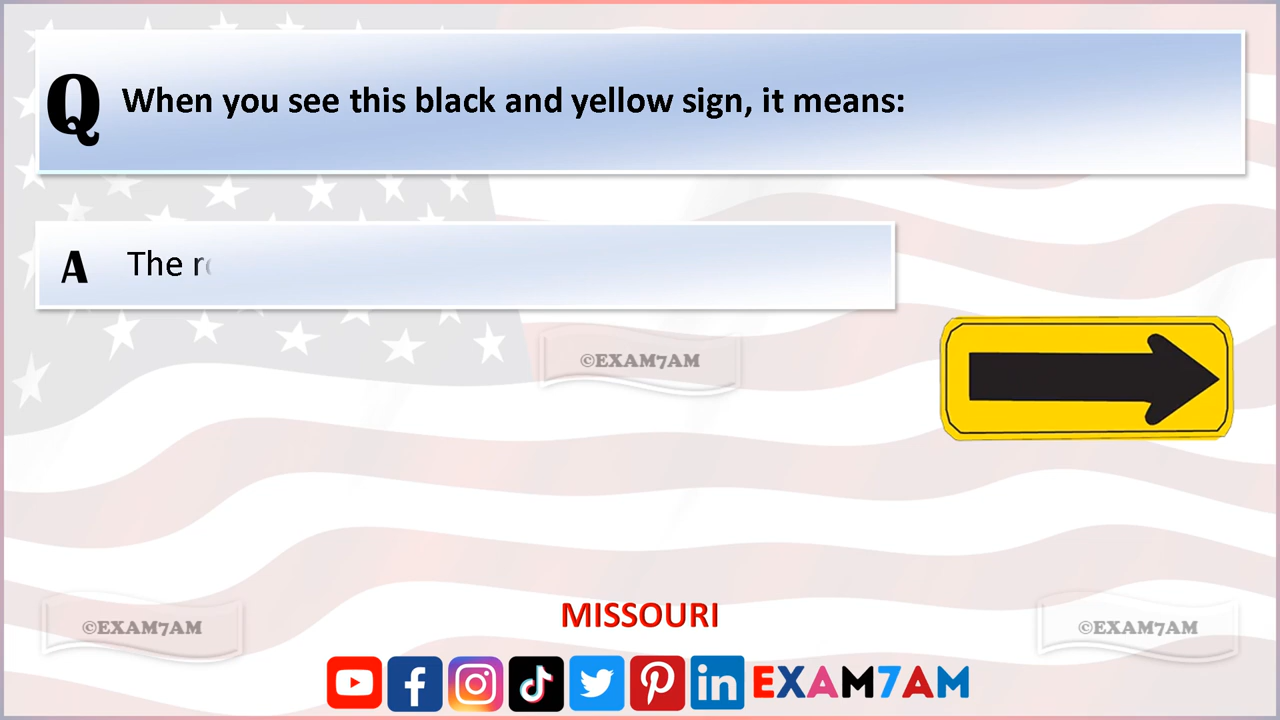 Q When you see this black and yellow sign, it means:
A The r
©EXAM7AM
MISSOURI
©EXAM7AM
©EXAM7AM
EXAM7AM